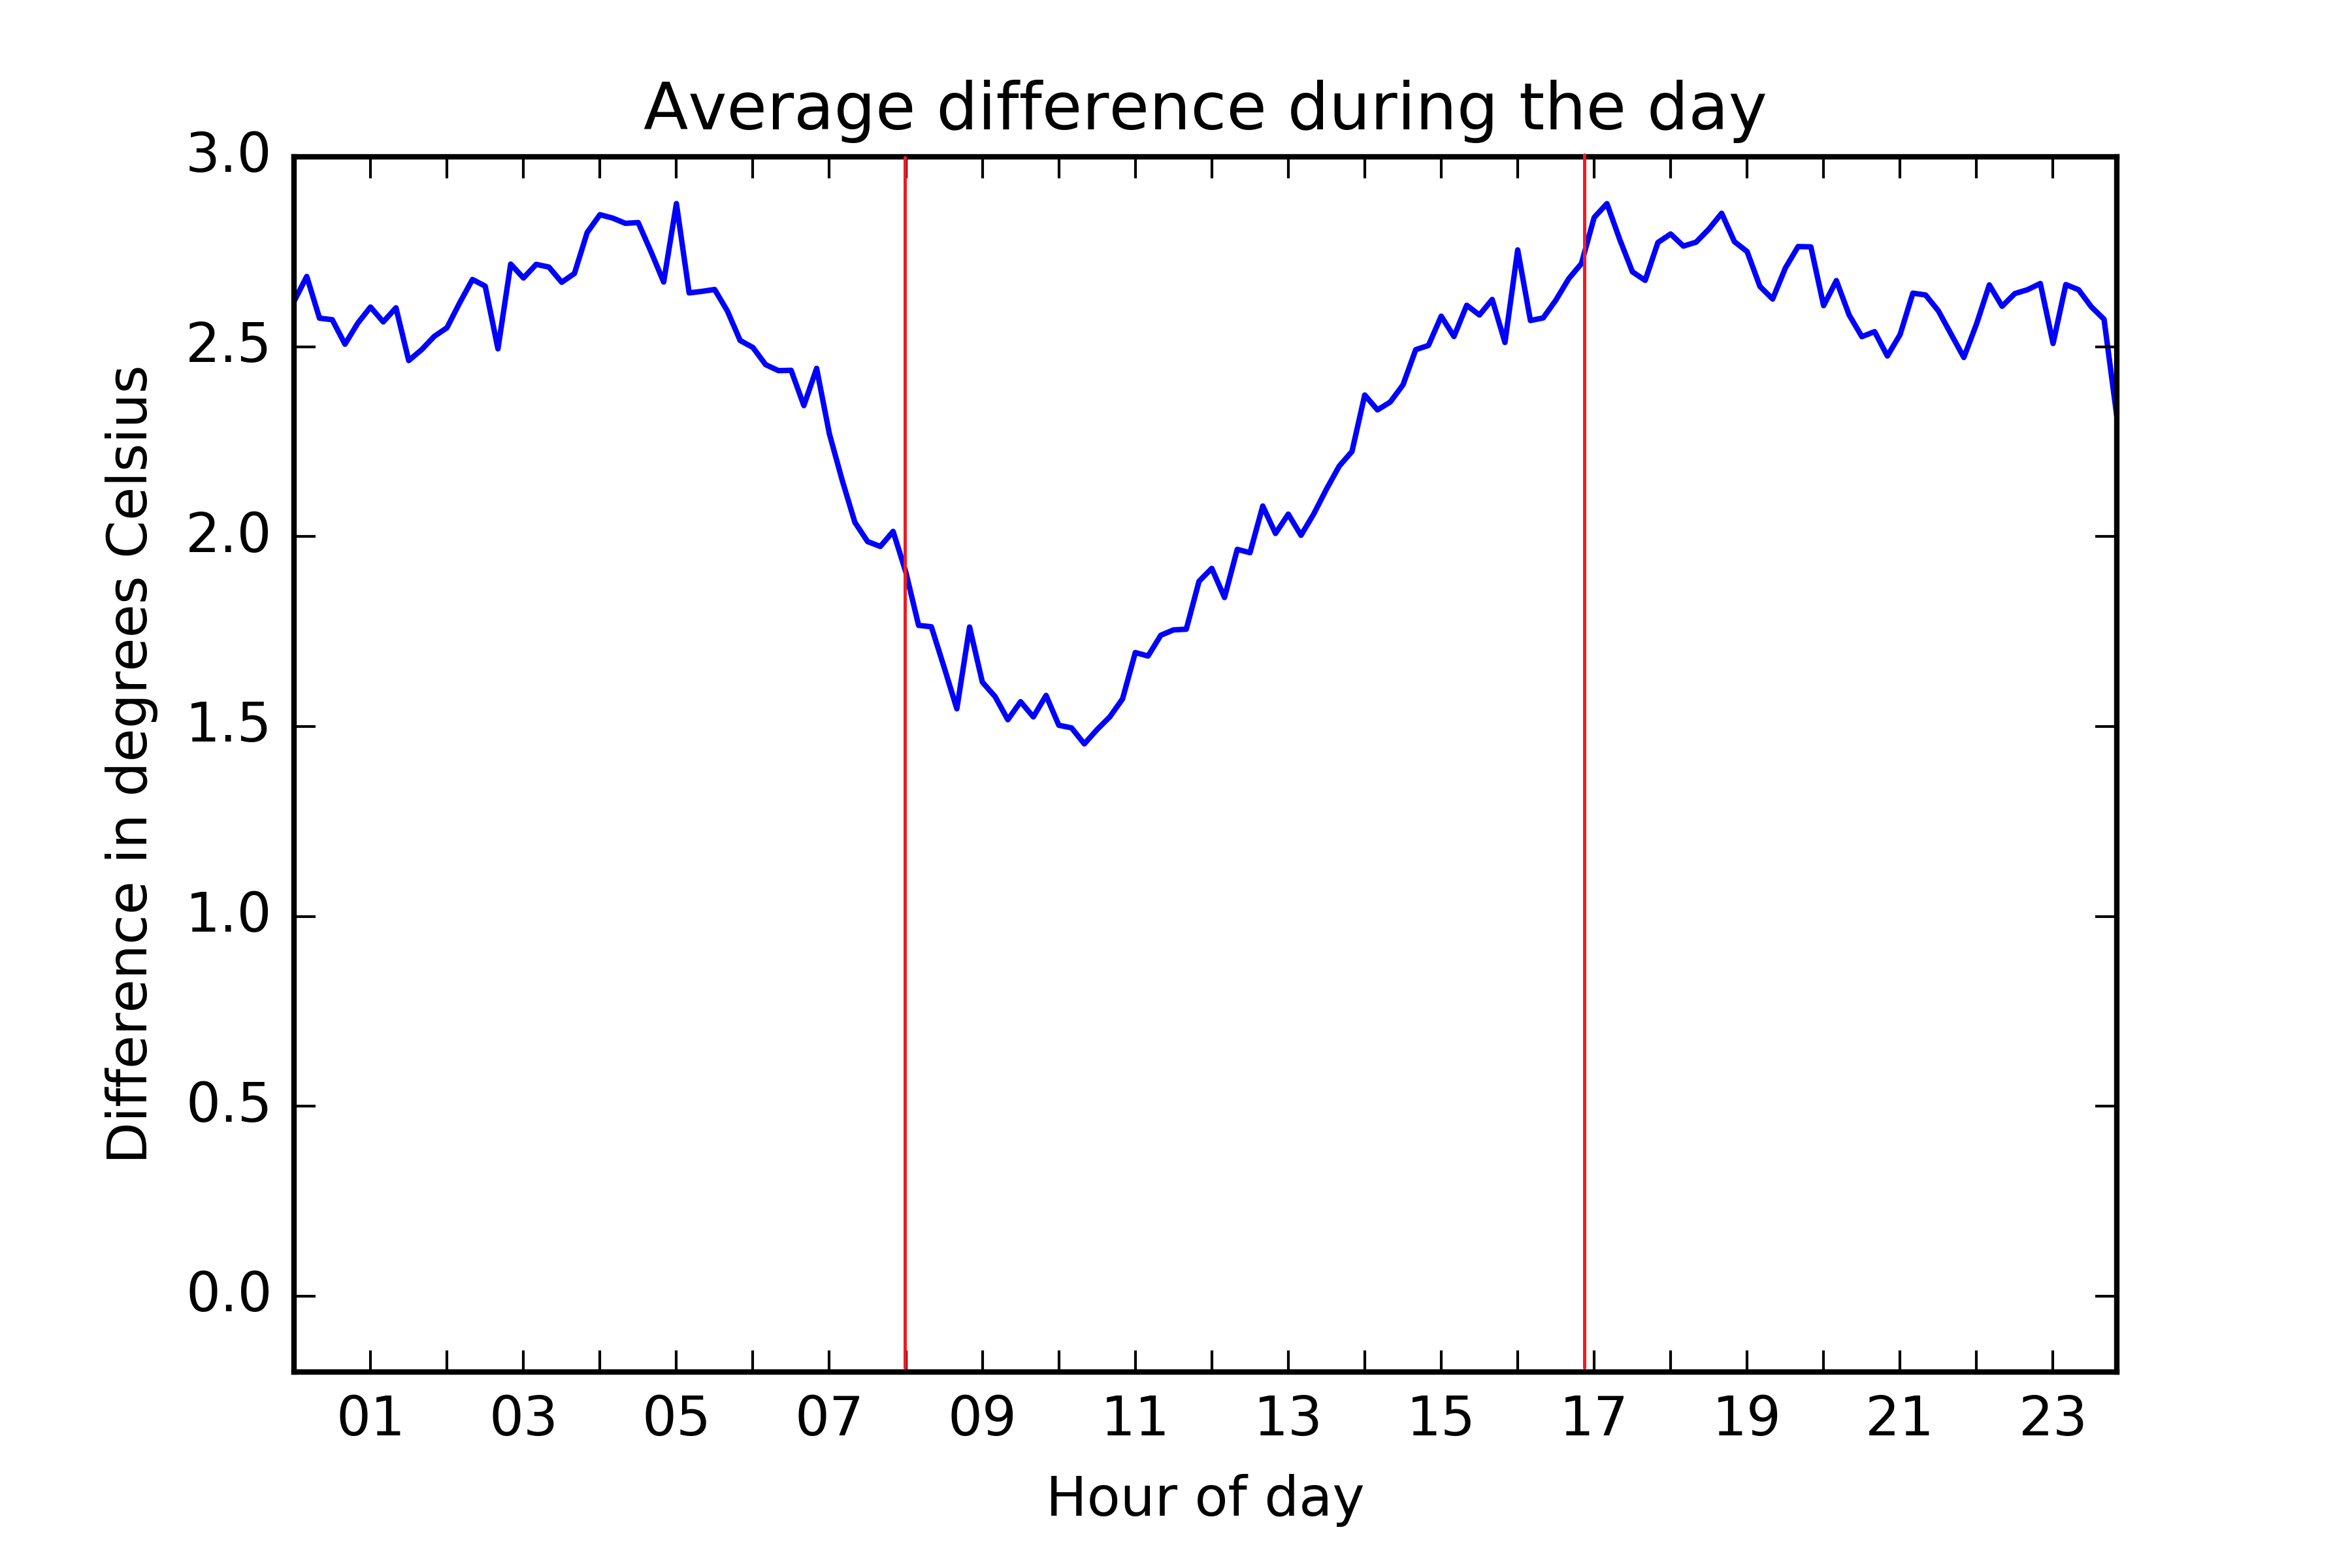 Average difference during the day
3.0
2.5
2.0
1.5
1.0
0.5
0.0
Difference in degrees Celsius
01 03 05 07 09 11 13 15 17 19 21 23
Hour of day